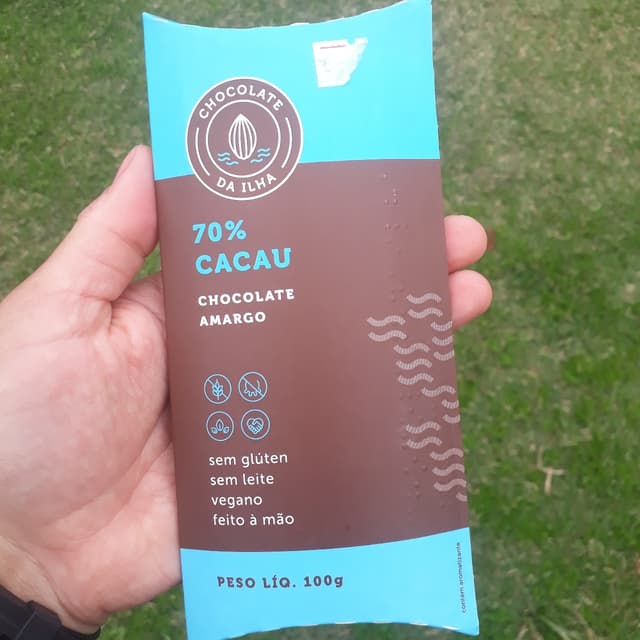 CHOCOLATE
DA ILHA
70%
CACAU
CHOCOLATE
AMARGO
sem glúten
sem leite
vegano
feito à mão
PESO LÍQ. 100g
contém aromatizante